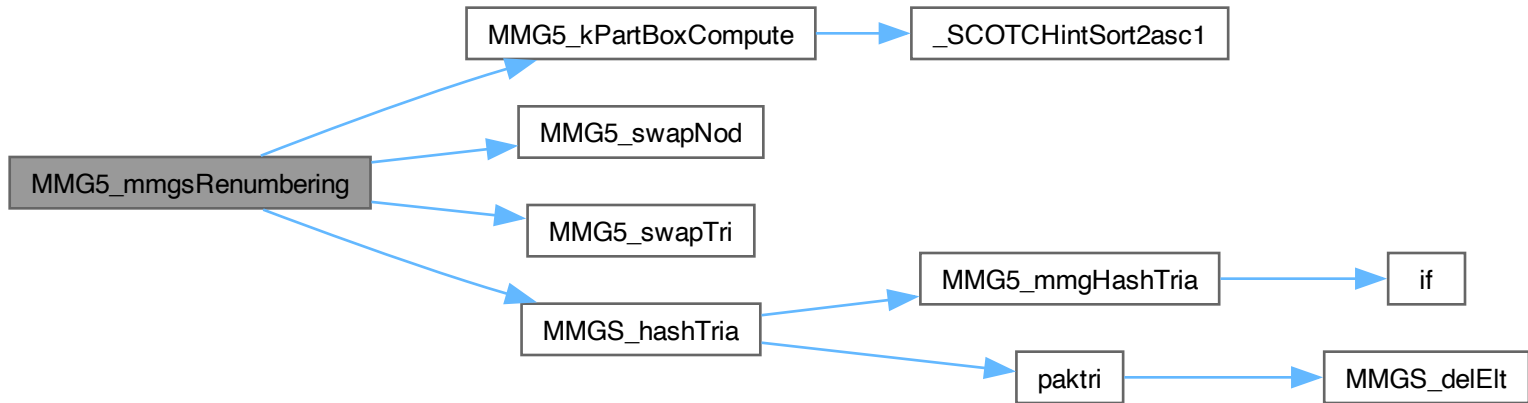 MMG5_mmgsRenumbering
MMG5_kPartBoxCompute
_SCOTCHintSort2asc1
MMG5_swapNod
MMG5_swapTri
MMGS_hashTria
MMG5_mmgHashTria
if
paktri
MMGS_delElt